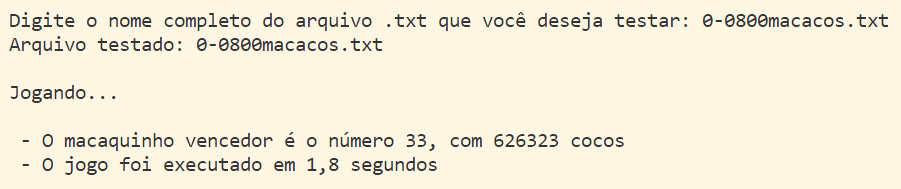 Digite o nome completo do arquivo .txt que você deseja testar: 0-0800macacos.txt
Arquivo testado: 0-0800macacos.txt
Jogando...
- O macaquinho vencedor é o número 33, com 626323 cocos
- O jogo foi executado em 1,8 segundos